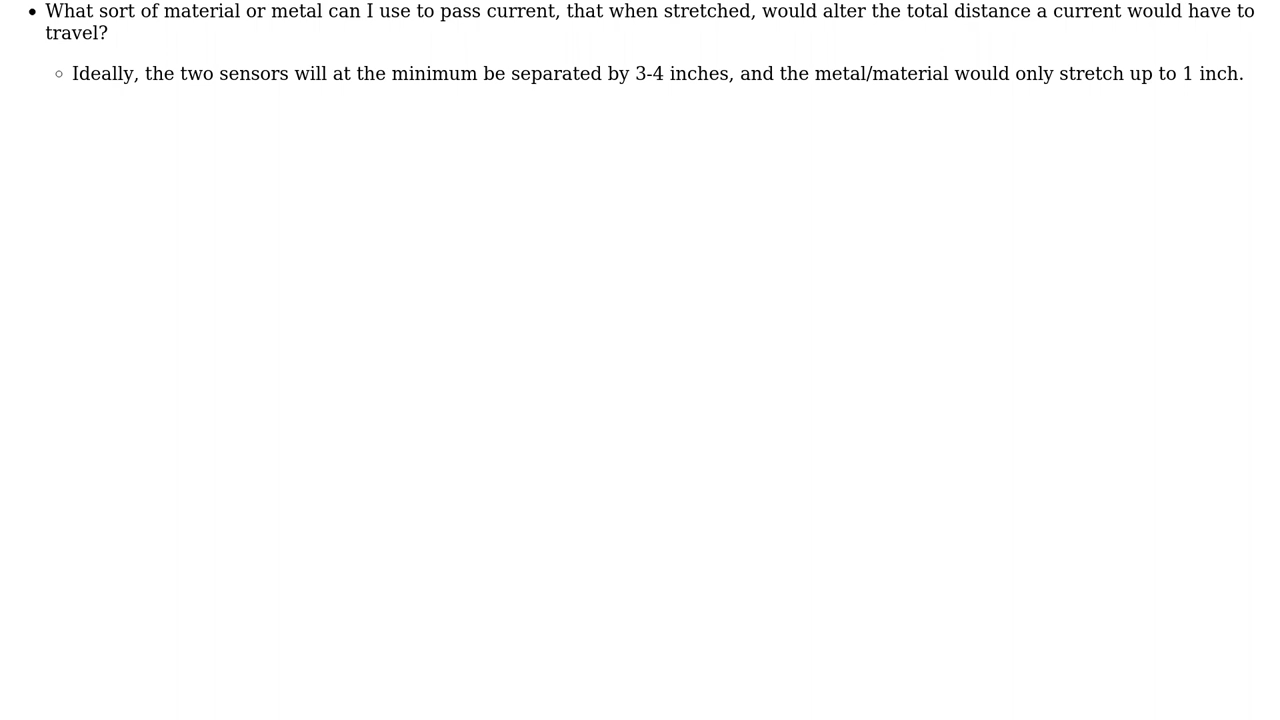 What sort of material or metal can I use to pass current, that when stretched, would alter the total distance a current would have to
travel?
Ideally, the two sensors will at the minimum be separated by 3-4 inches, and the metal/material would only stretch up to 1 inch.